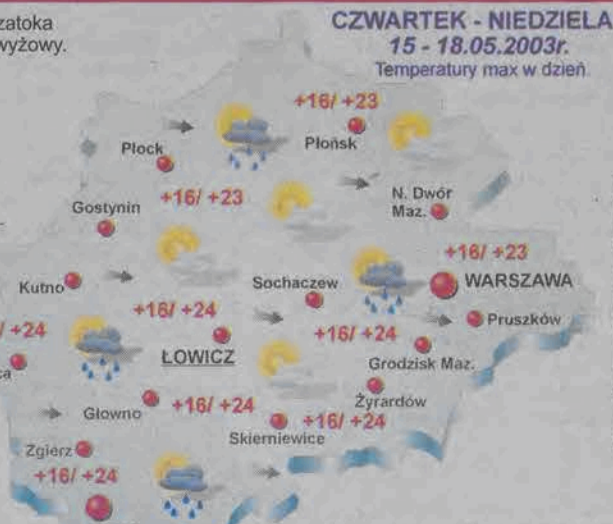 zatoka
wyżowy.
CZWARTEK - NIEDZIELA
15 - 18.05.2003r.
Temperatury max w dzień
+16/ +23
Płock
Płońsk
+16/ +23
Gostynin
N. Dwór
Maz.
+16/ +23
Kutno
Sochaczew
WARSZAWA
+16/ +24
/ +24
+16/ +24
Pruszków
ŁOWICZ
Grodzisk Maz.
ca
Żyrardów
Głowno
+16/ +24
+16/ +24
Skierniewice
Zgierz
+16/ +24